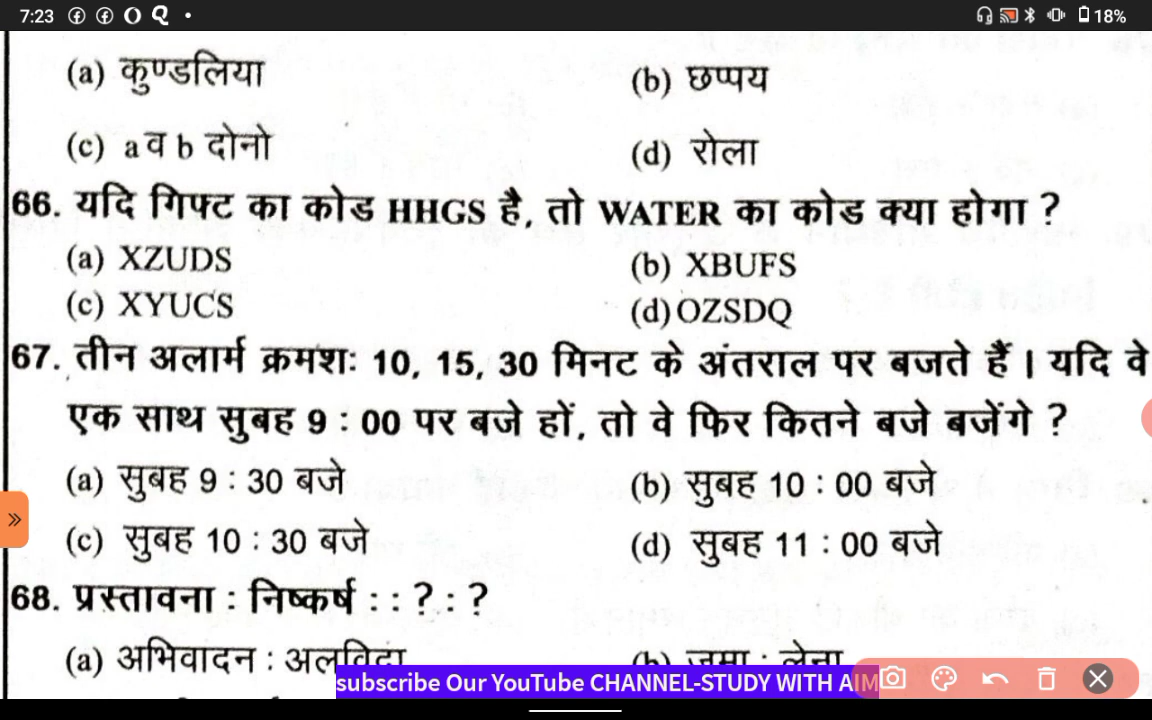 7:23
18%
(a) कुण्डलिया
(b) छप्पय
(c) a व b दोनो
(d) रोला
66. यदि गिफ्ट का कोड HHGS है, तो WATER का कोड क्या होगा ?
(a) XZUDS
(b) XBUFS
(c) XYUCS
(d) OZSDQ
67. तीन अलार्म क्रमशः 10, 15, 30 मिनट के अंतराल पर बजते हैं। यदि वे
एक साथ सुबह 9 : 00 पर बजे हों, तो वे फिर कितने बजे बजेंगे ?
(a) सुबह 9 : 30 बजे
(b) सुबह 10 : 00 बजे
(c) सुबह 10 : 30 बजे
(d) सुबह 11 : 00 बजे
68. प्रस्तावना : निष्कर्ष : : ? : ?
(a) अभिवादन : अलविदा
(b) जमा : लेना
subscribe Our YouTube CHANNEL-STUDY WITH AIM